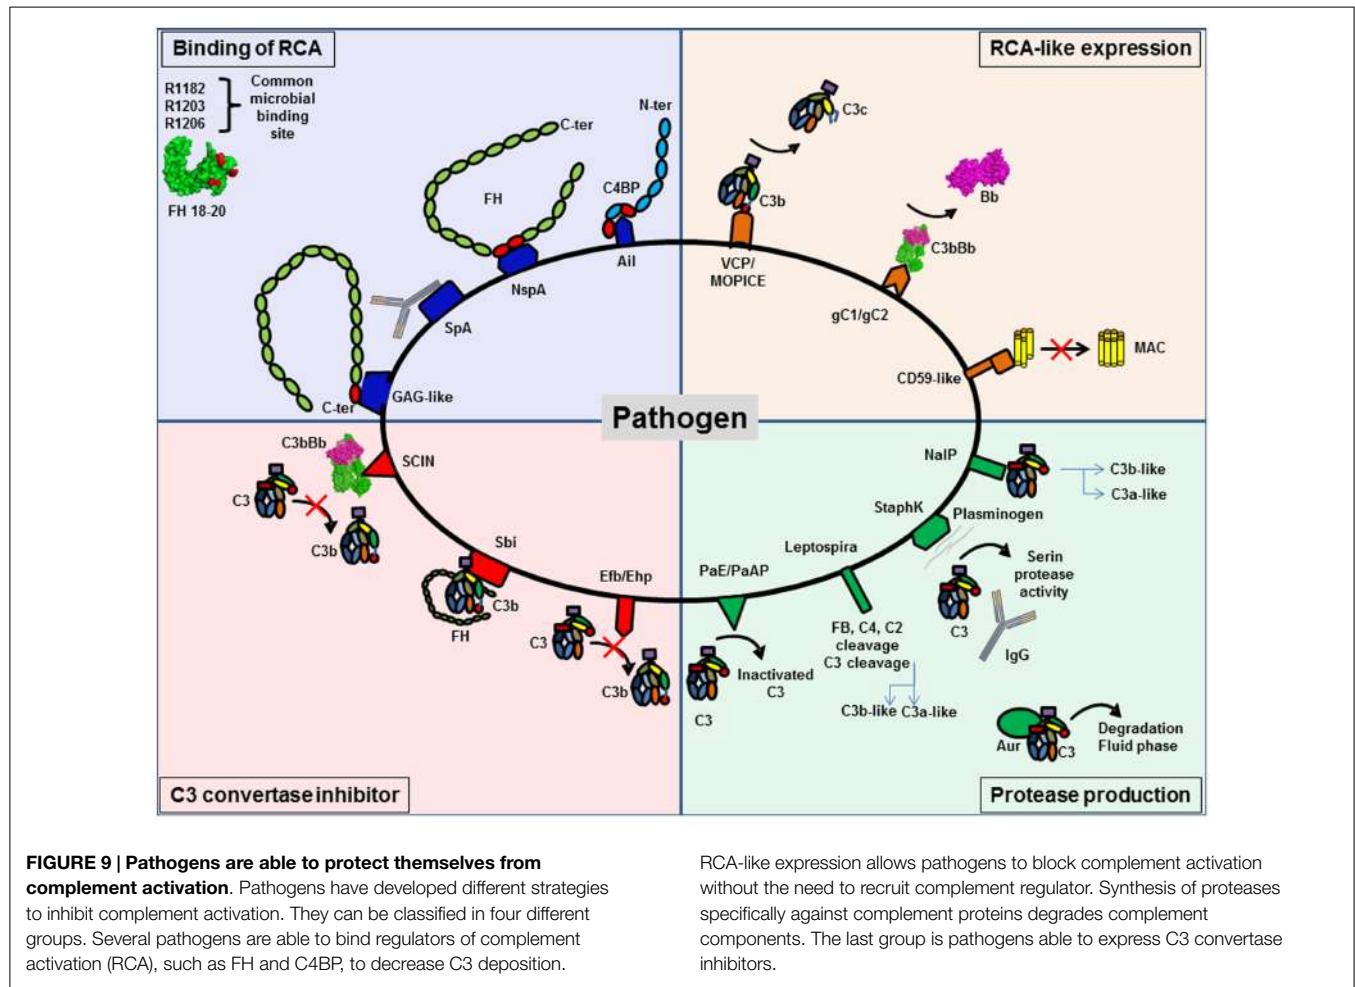 Binding of RCA
R1182
R1203
R1206
Common
microbial
binding
site
FH 18-20
C-ter
FH
N-ter
C4BP
Ail
NspA
SpA
GAG-like
C-ter
RCA-like expression
C3c
C3b
VCP/
MOPICE
Bb
C3bBb
gC1/gC2
CD59-like
MAC
Pathogen
C3bBb
SCIN
C3
C3b
Sbi
C3b
FH
Efb/Ehp
C3
C3b
C3 convertase inhibitor
NalP
C3b-like
C3a-like
StaphK
Plasminogen
Serin
protease
activity
C3
IgG
Leptospira
FB, C4, C2
cleavage
C3 cleavage
C3b-like C3a-like
PaE/PaAP
Inactivated
C3
C3
Aur
C3
Degradation
Fluid phase
Protease production
FIGURE 9 | Pathogens are able to protect themselves from
complement activation. Pathogens have developed different strategies
to inhibit complement activation. They can be classified in four different
groups. Several pathogens are able to bind regulators of complement
activation (RCA), such as FH and C4BP, to decrease C3 deposition.
RCA-like expression allows pathogens to block complement activation
without the need to recruit complement regulator. Synthesis of proteases
specifically against complement proteins degrades complement
components. The last group is pathogens able to express C3 convertase
inhibitors.